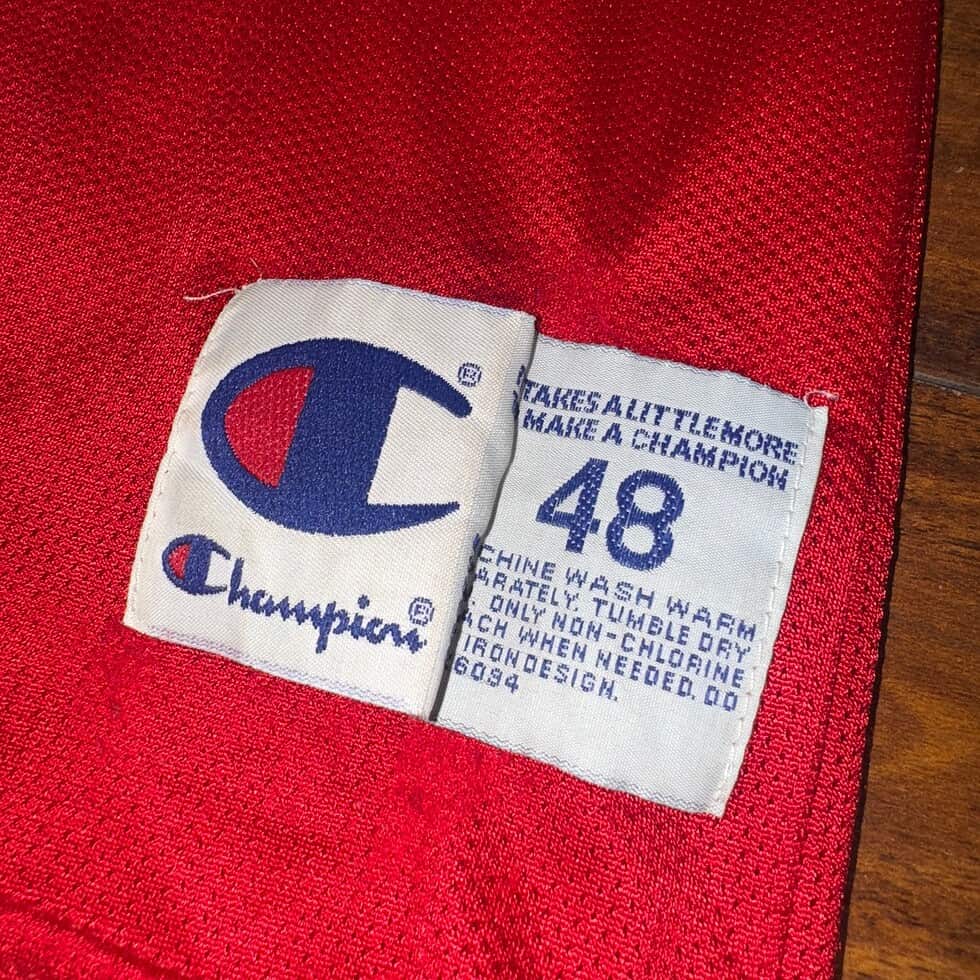 ®
Champion®
TAKES A LITTLE MORE
MAKE A CHAMPION
48
CHINE WASH WARM
ARATELY. TUMBLE DRY
. ONLY NON-CHLORINE
ACH WHEN NEEDED. DO
IRON DESIGN.
6094